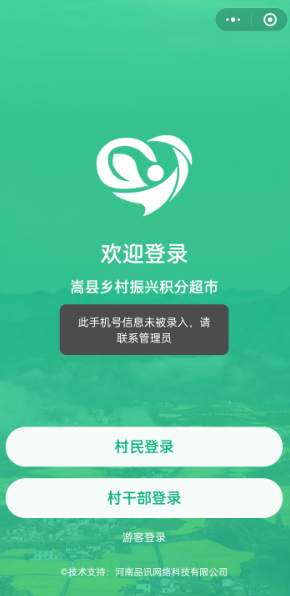 欢迎登录
嵩县乡村振兴积分超市
此手机号信息未被录入，请
联系管理员
村民登录
村干部登录
游客登录
©技术支持：河南品讯网络科技有限公司